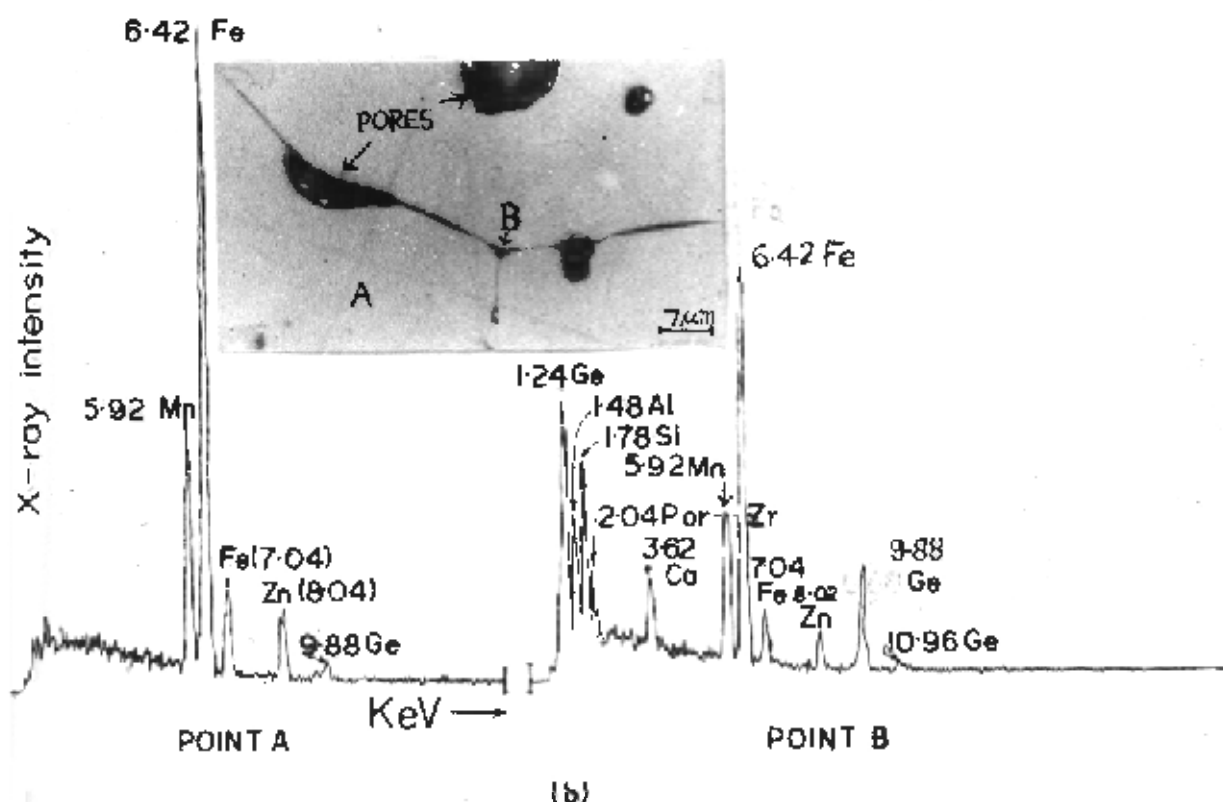 6.42 Fe
PORES
B
A
7μm
X-ray intensity
5.92 Mn
Fe(7.04)
Zn (8.04)
9.88 Ge
6.42 Fe
1.24 Ge
1.48 Al
1.78 Si
5.92 Mn
2.04 P or Zr
3.62
Ca
7.04
Fe
8.02
Zn
9.88
Ge
10.96 Ge
KeV →
POINT A
POINT B
(b)